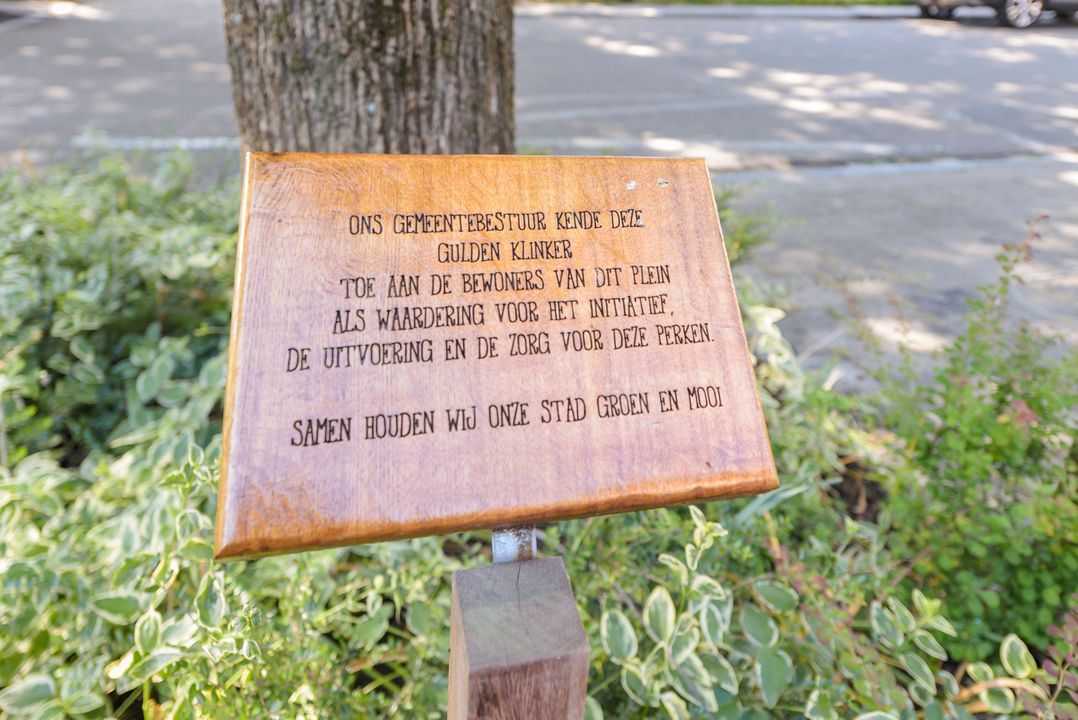 ONS GEMEENTEBESTUUR KENDE DEZE
GULDEN KLINKER
TOE AAN DE BEWONERS VAN DIT PLEIN
ALS WAARDERING VOOR HET INITIATIEF,
DE UITVOERING EN DE ZORG VOOR DEZE PERKEN.
SAMEN HOUDEN WIJ ONZE STAD GROEN EN MOOI